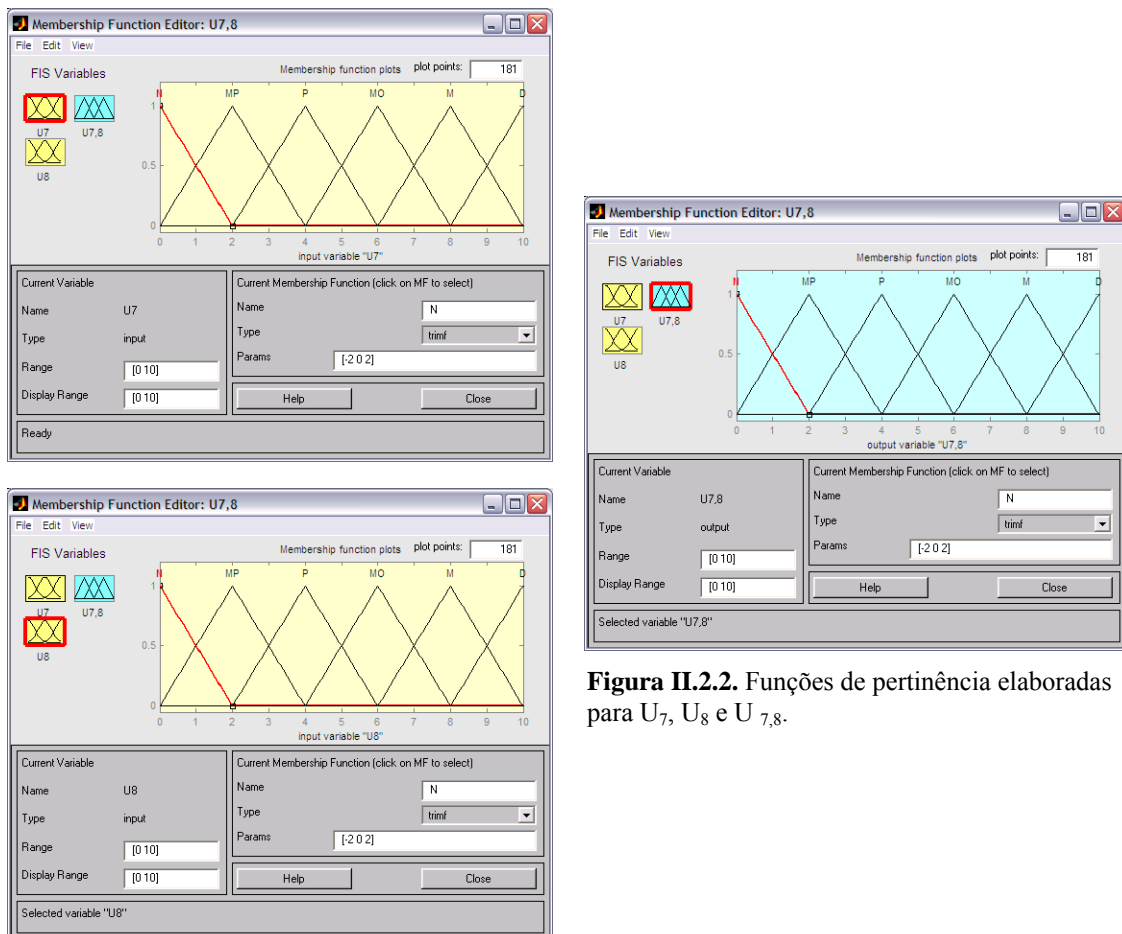 Membership Function Editor: U7,8
File Edit View
FIS Variables
Membership function plots plot points: 181
U7 U7,8
U8
N MP P MO M D
1
0.5
0
0 1 2 3 4 5 6 7 8 9 10
input variable "U7"
Current Variable
Name U7
Type input
Range [0 10]
Display Range [0 10]
Current Membership Function (click on MF to select)
Name N
Type trimf
Params [-2 0 2]
Help Close
Ready
Membership Function Editor: U7,8
File Edit View
FIS Variables
Membership function plots plot points: 181
U7 U7,8
U8
N MP P MO M D
1
0.5
0
0 1 2 3 4 5 6 7 8 9 10
input variable "U8"
Current Variable
Name U8
Type input
Range [0 10]
Display Range [0 10]
Current Membership Function (click on MF to select)
Name N
Type trimf
Params [-2 0 2]
Help Close
Selected variable "U8"
Membership Function Editor: U7,8
File Edit View
FIS Variables
Membership function plots plot points: 181
U7 U7,8
U8
N MP P MO M D
1
0.5
0
0 1 2 3 4 5 6 7 8 9 10
output variable "U7,8"
Current Variable
Name U7,8
Type output
Range [0 10]
Display Range [0 10]
Current Membership Function (click on MF to select)
Name N
Type trimf
Params [-2 0 2]
Help Close
Selected variable "U7,8"
Figura II.2.2. Funções de pertinência elaboradas
para U7, U8 e U 7,8.